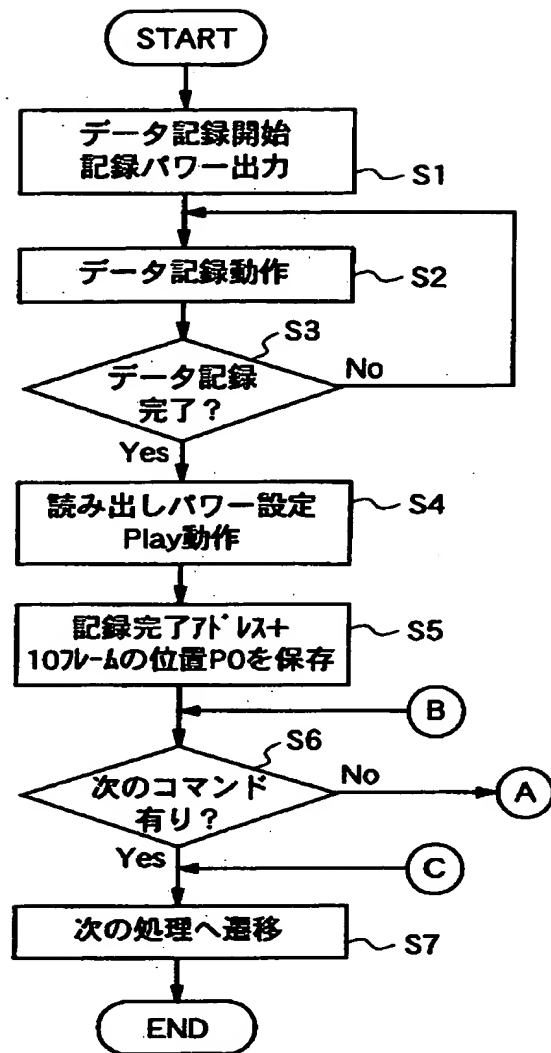 START
データ記録開始
記録パワー出力
S1
データ記録動作
S2
S3
データ記録
完了？
No
Yes
読み出しパワー設定
Play動作
S4
記録完了ｱﾄﾞﾚｽ+
10ﾌﾚｰﾑの位置P0を保存
S5
B
S6
次のコマンド
有り？
No
A
Yes
C
次の処理へ遷移
S7
END